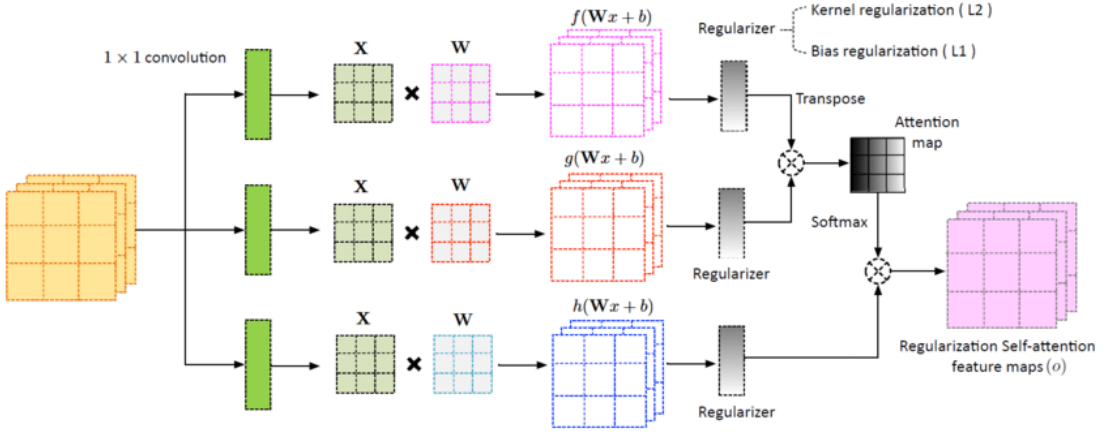 f(Wx + b)
Kernel regularization ( L2 )
Regularizer
Bias regularization ( L1 )
1 × 1 convolution
X
W
Transpose
Attention
map
g(Wx + b)
X
W
Softmax
Regularizer
h(Wx + b)
X
W
Regularization Self-attention
feature maps (o)
Regularizer